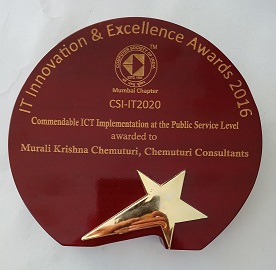 IT Innovation & Excellence Awards 2016
TM
Mumbai Chapter
CSI-IT2020
Commendable ICT Implementation at the Public Service Level
awarded to
Murali Krishna Chemuturi, Chemuturi Consultants